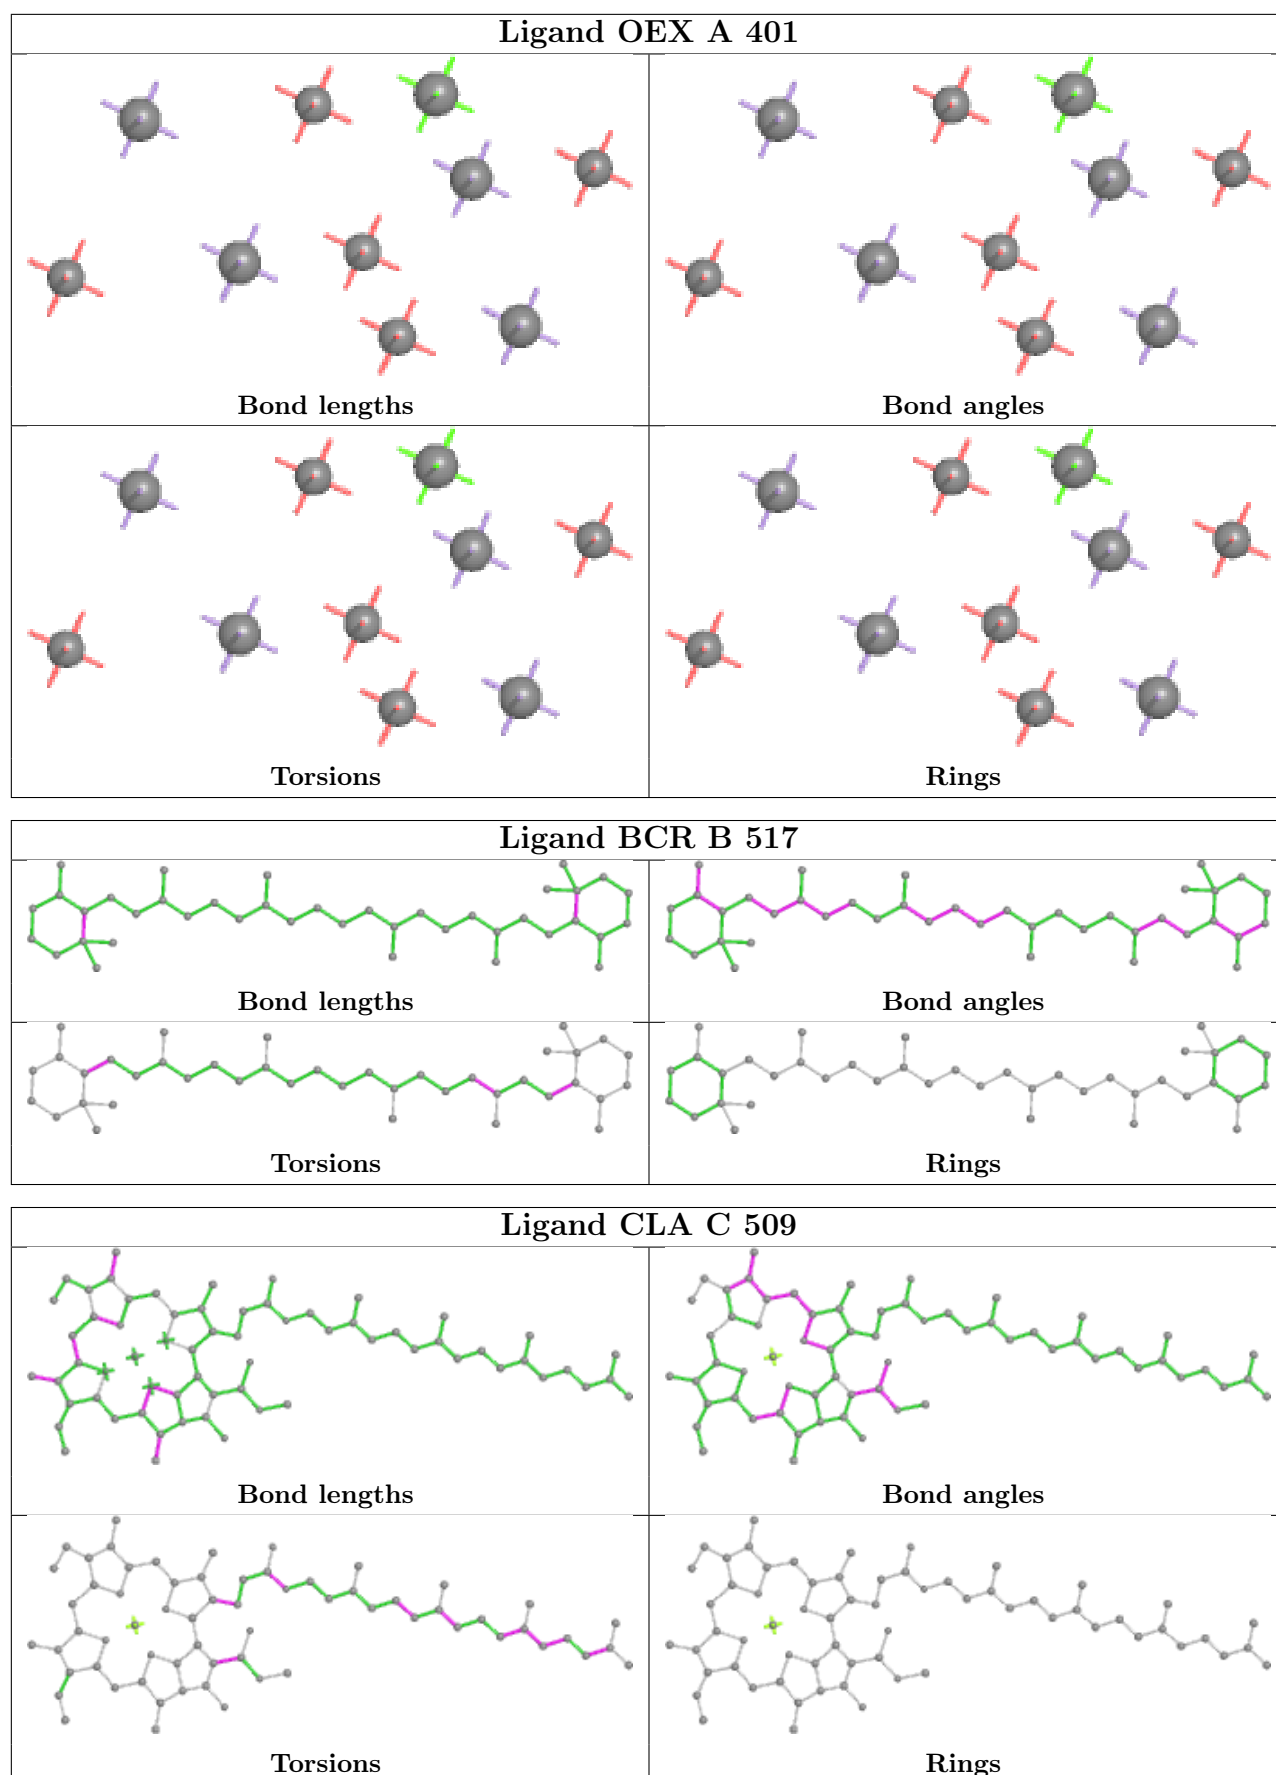 Ligand OEX A 401
Bond lengths
Bond angles
Torsions
Rings
Ligand BCR B 517
Bond lengths
Bond angles
Torsions
Rings
Ligand CLA C 509
Bond lengths
Bond angles
Torsions
Rings